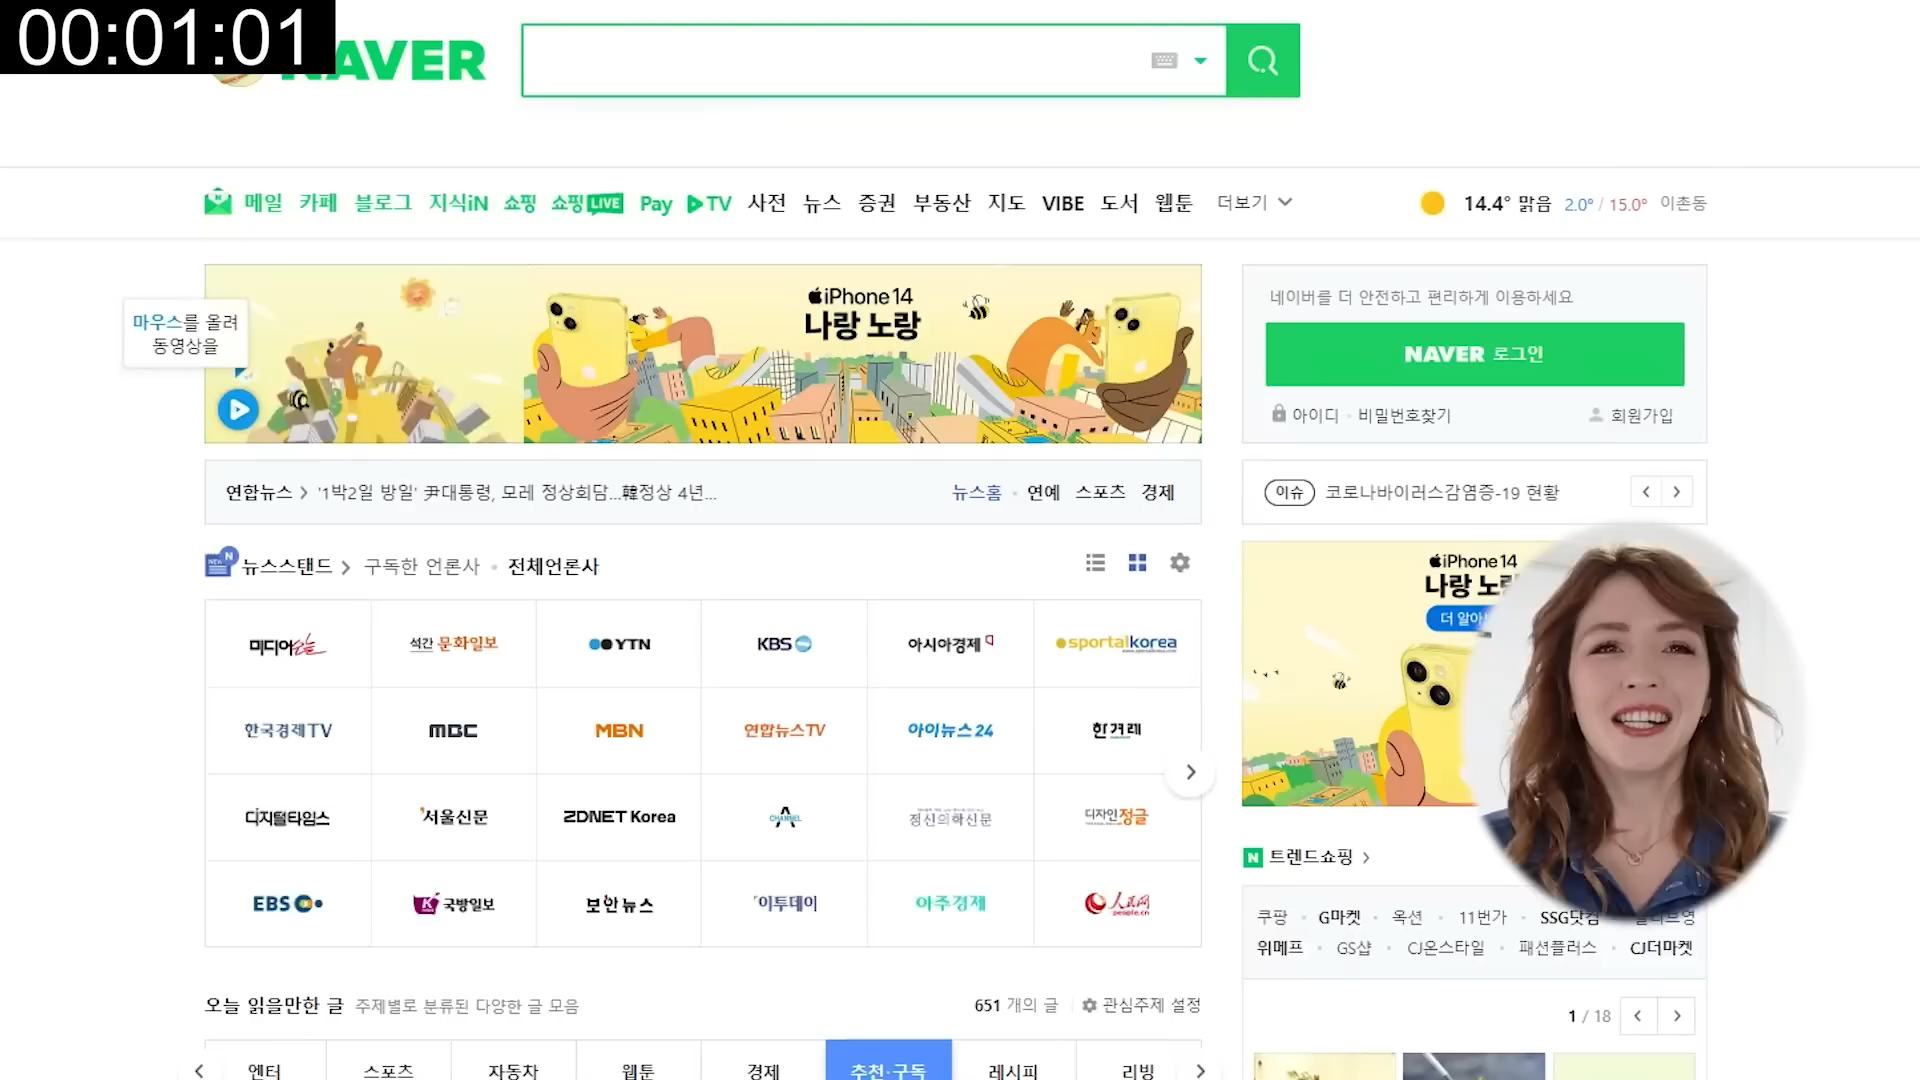 00:01:01
NAVER
메일 카페 블로그 지식iN 쇼핑 쇼핑LIVE Pay TV 사전 뉴스 증권 부동산 지도 VIBE 도서 웹툰 더보기
14.4° 맑음 2.0° / 15.0° 이촌동
마우스를 올려
동영상을
iPhone 14
나랑 노랑
네이버를 더 안전하고 편리하게 이용하세요
NAVER 로그인
아이디 · 비밀번호찾기 회원가입
연합뉴스 > '1박2일 방일' 尹대통령, 모레 정상회담...韓정상 4년...
뉴스홈 · 연예 스포츠 경제
이슈 코로나바이러스감염증-19 현황
뉴스스탠드 > 구독한 언론사 · 전체언론사
iPhone 14
나랑 노
더 알아
미디어오늘 석간 문화일보 YTN KBS 아시아경제 sportalkorea
한국경제TV MBC MBN 연합뉴스TV 아이뉴스24 한겨레
디지털타임스 서울신문 ZDNET Korea CHANNEL A 정신의학신문 디자인정글
EBS 국방일보 보안뉴스 이투데이 아주경제 人民网
people.cn
N 트렌드쇼핑 >
쿠팡 · G마켓 · 옥션 · 11번가 · SSG닷컴
위메프 · GS샵 · CJ온스타일 · 패션플러스 · CJ더마켓
오늘 읽을만한 글 주제별로 분류된 다양한 글 모음
651 개의 글 관심주제 설정
1 / 18
엔터 스포츠 자동차 웹툰 경제 추천·구독 레시피 리빙